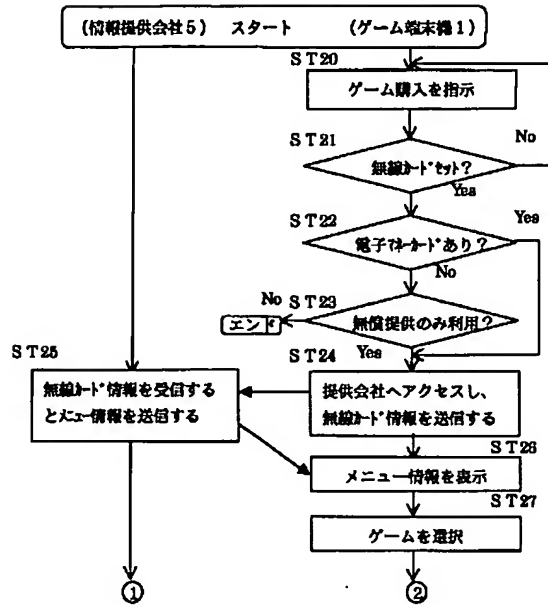 (情報提供会社5) スタート (ゲーム端末機1)
ST20
ゲーム購入を指示
ST21
No
無線ｶｰﾄﾞｾｯﾄ?
Yes
ST22
Yes
電子ﾏﾈｰｶｰﾄﾞあり?
No
No
ST23
エンド
無償提供のみ利用?
ST25
Yes
ST24
無線ｶｰﾄﾞ情報を受信する
とﾒﾆｭｰ情報を送信する
提供会社へアクセスし、
無線ｶｰﾄﾞ情報を送信する
ST26
メニュー情報を表示
ST27
ゲームを選択
①
②